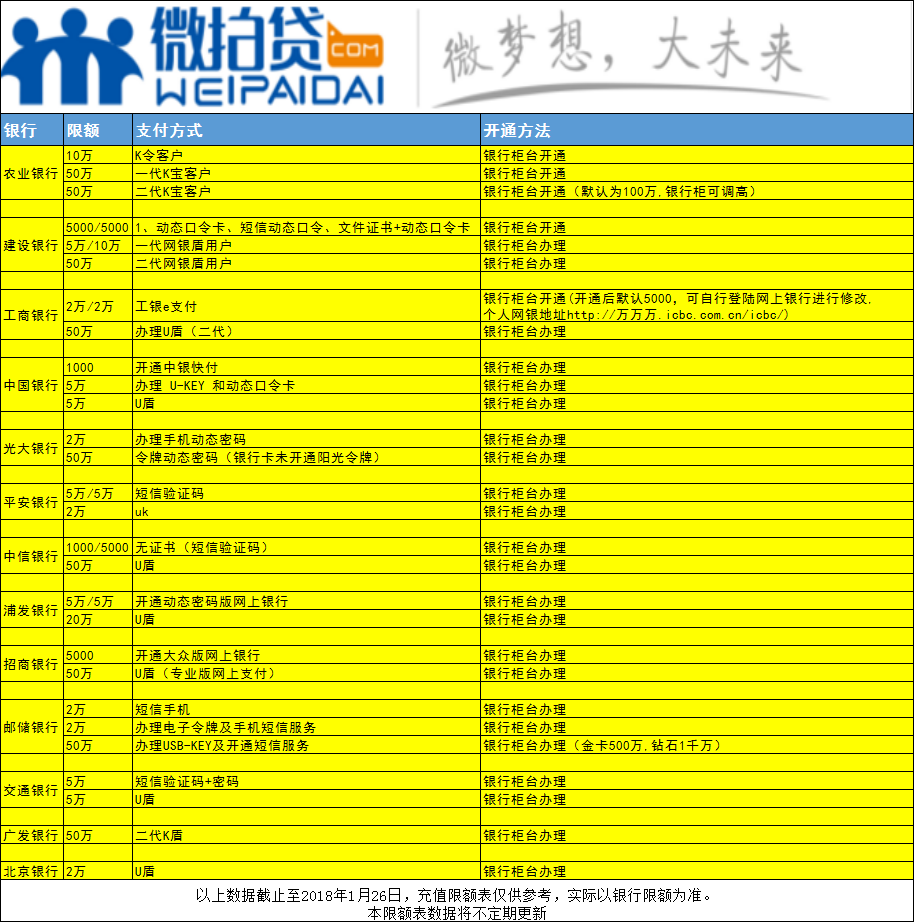 微拍贷.COM
WEIPAIDAI
微梦想，大未来
银行 限额 支付方式 开通方法
农业银行
10万 K令客户 银行柜台开通
50万 一代K宝客户 银行柜台开通
50万 二代K宝客户 银行柜台开通（默认为100万,银行柜可调高）
建设银行
5000/5000 1、动态口令卡、短信动态口令、文件证书+动态口令卡 银行柜台开通
5万/10万 一代网银盾用户 银行柜台办理
50万 二代网银盾用户 银行柜台办理
工商银行
2万/2万 工银e支付 银行柜台开通(开通后默认5000，可自行登陆网上银行进行修改,
个人网银地址http://万万万.icbc.com.cn/icbc/)
50万 办理U盾（二代） 银行柜台办理
中国银行
1000 开通中银快付 银行柜台办理
5万 办理 U-KEY 和动态口令卡 银行柜台办理
5万 U盾 银行柜台办理
光大银行
2万 办理手机动态密码 银行柜台办理
50万 令牌动态密码（银行卡未开通阳光令牌） 银行柜台办理
平安银行
5万/5万 短信验证码 银行柜台办理
2万 uk 银行柜台办理
中信银行
1000/5000 无证书（短信验证码） 银行柜台办理
50万 U盾 银行柜台办理
浦发银行
5万/5万 开通动态密码版网上银行 银行柜台办理
20万 U盾 银行柜台办理
招商银行
5000 开通大众版网上银行 银行柜台办理
50万 U盾（专业版网上支付） 银行柜台办理
邮储银行
2万 短信手机 银行柜台办理
2万 办理电子令牌及手机短信服务 银行柜台办理
50万 办理USB-KEY及开通短信服务 银行柜台办理（金卡500万,钻石1千万）
交通银行
5万 短信验证码+密码 银行柜台办理
5万 U盾 银行柜台办理
广发银行 50万 二代K盾 银行柜台办理
北京银行 2万 U盾 银行柜台办理
以上数据截止至2018年1月26日，充值限额表仅供参考，实际以银行限额为准。
本限额表数据将不定期更新